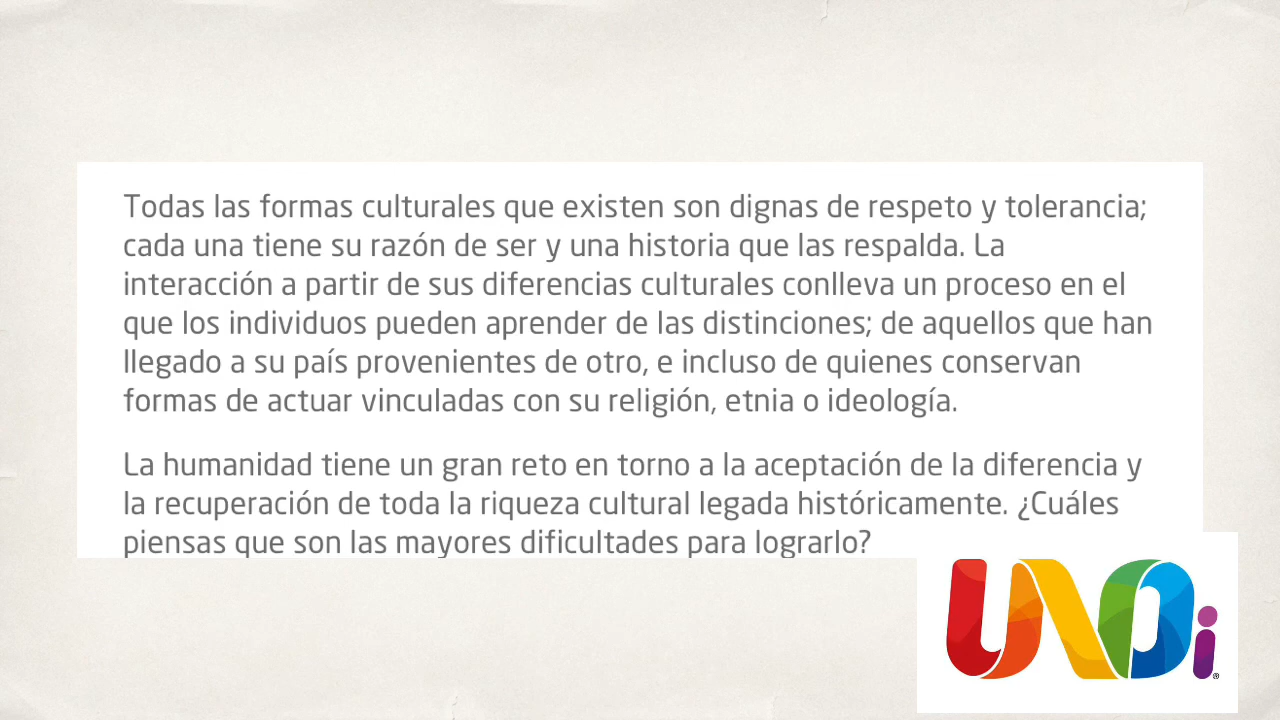 Todas las formas culturales que existen son dignas de respeto y tolerancia;
cada una tiene su razón de ser y una historia que las respalda. La
interacción a partir de sus diferencias culturales conlleva un proceso en el
que los individuos pueden aprender de las distinciones; de aquellos que han
llegado a su país provenientes de otro, e incluso de quienes conservan
formas de actuar vinculadas con su religión, etnia o ideología.
La humanidad tiene un gran reto en torno a la aceptación de la diferencia y
la recuperación de toda la riqueza cultural legada históricamente. ¿Cuáles
piensas que son las mayores dificultades para lograrlo?
UNOi®